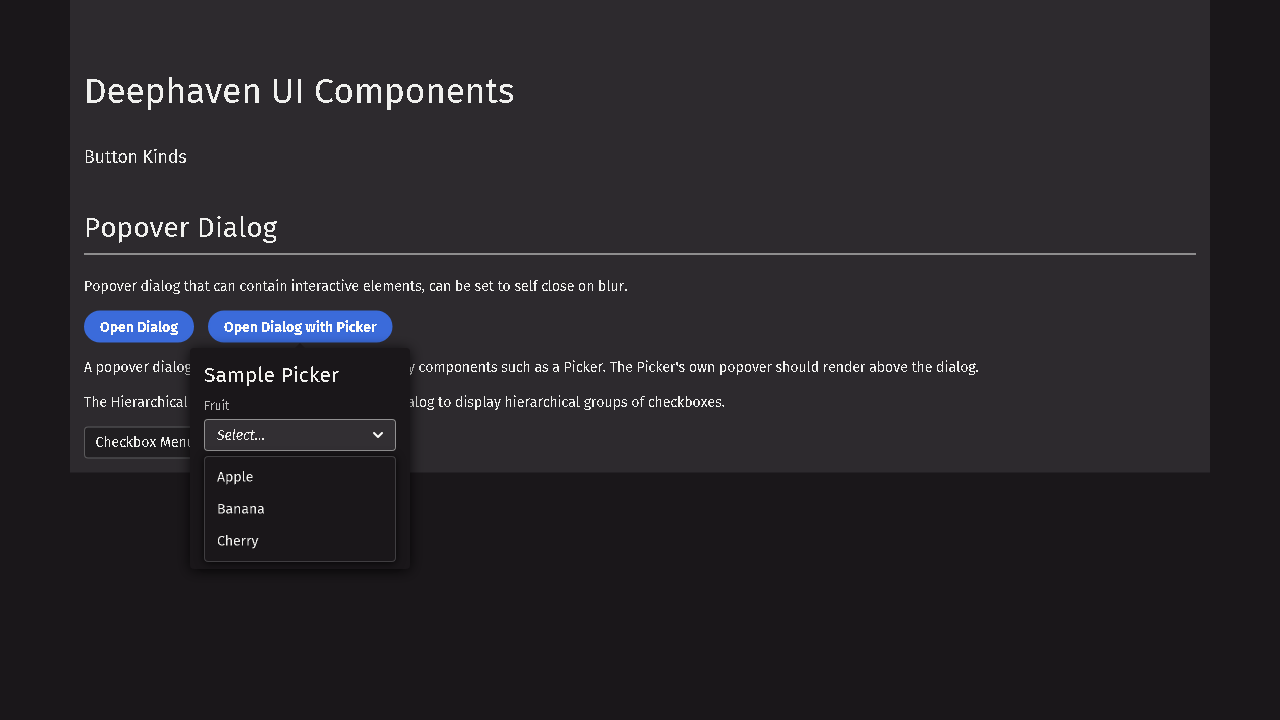 Deephaven UI Components
Button Kinds
Popover Dialog
Popover dialog that can contain interactive elements, can be set to self close on blur.
Open Dialog
Open Dialog with Picker
A popover dialog components such as a Picker. The Picker's own popover should render above the dialog.
The Hierarchical to display hierarchical groups of checkboxes.
Checkbox Menu
Sample Picker
Fruit
Select...
Apple
Banana
Cherry